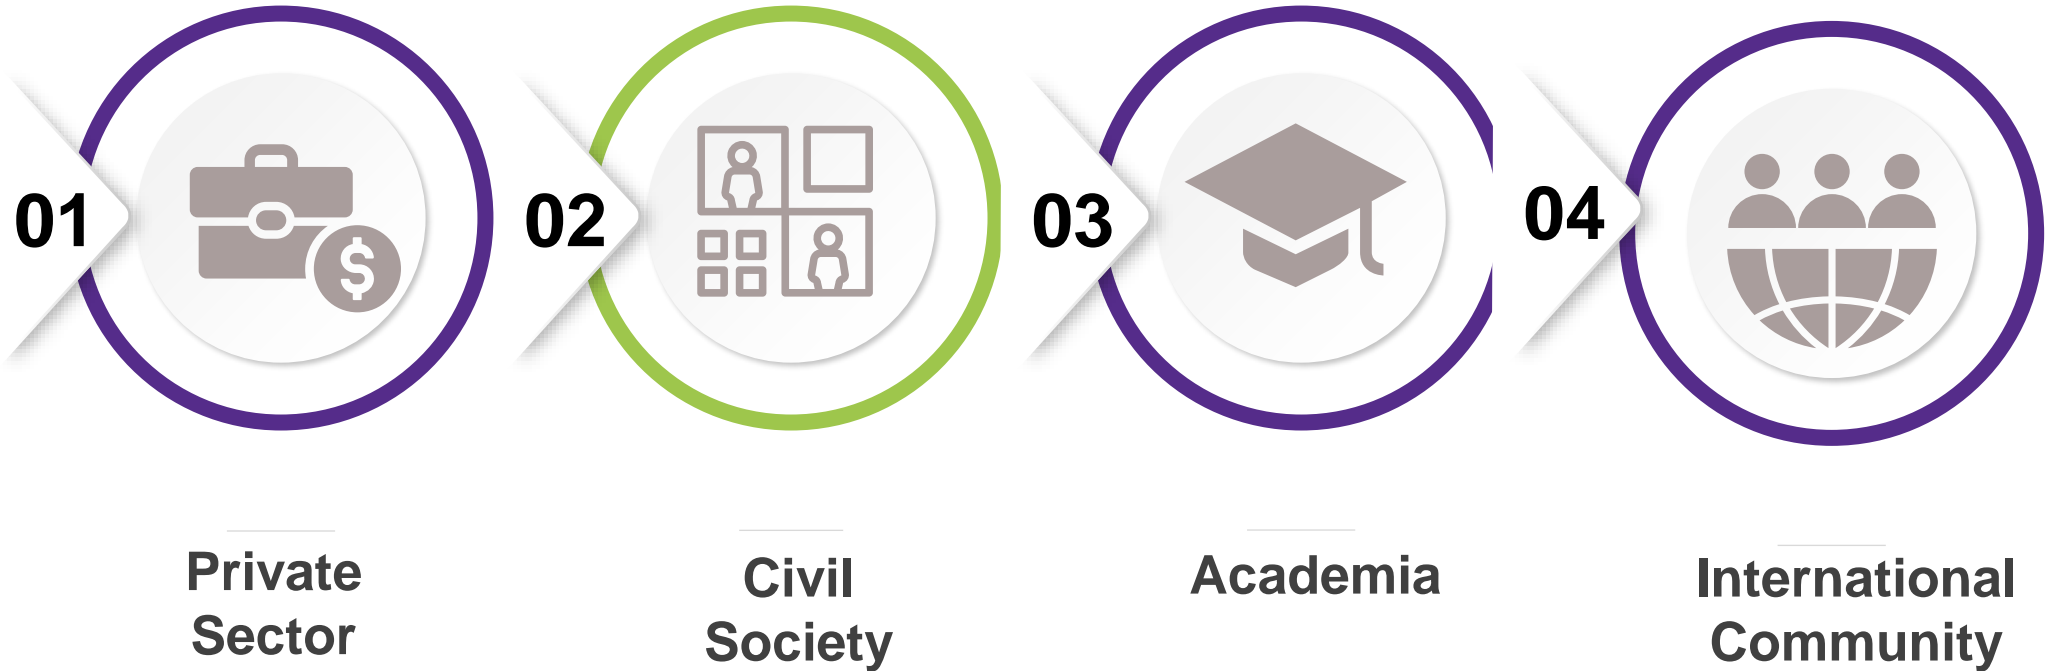 01
02
03
04
$
Private
Sector
Civil
Society
Academia
International
Community